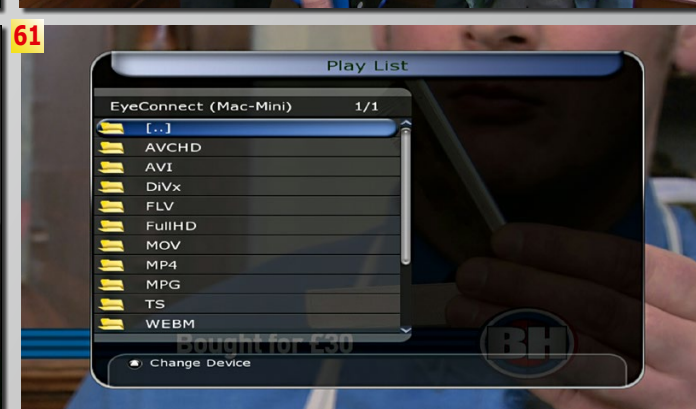 61
Play List
EyeConnect (Mac-Mini) 1/1
[..]
AVCHD
AVI
DiVx
FLV
FullHD
MOV
MP4
MPG
TS
WEBM
Bought for £30
BH
Change Device